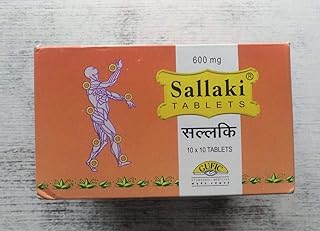 600 mg
Sallaki®
TABLETS
सल्लकि
10 x 10 TABLETS
GUFIC